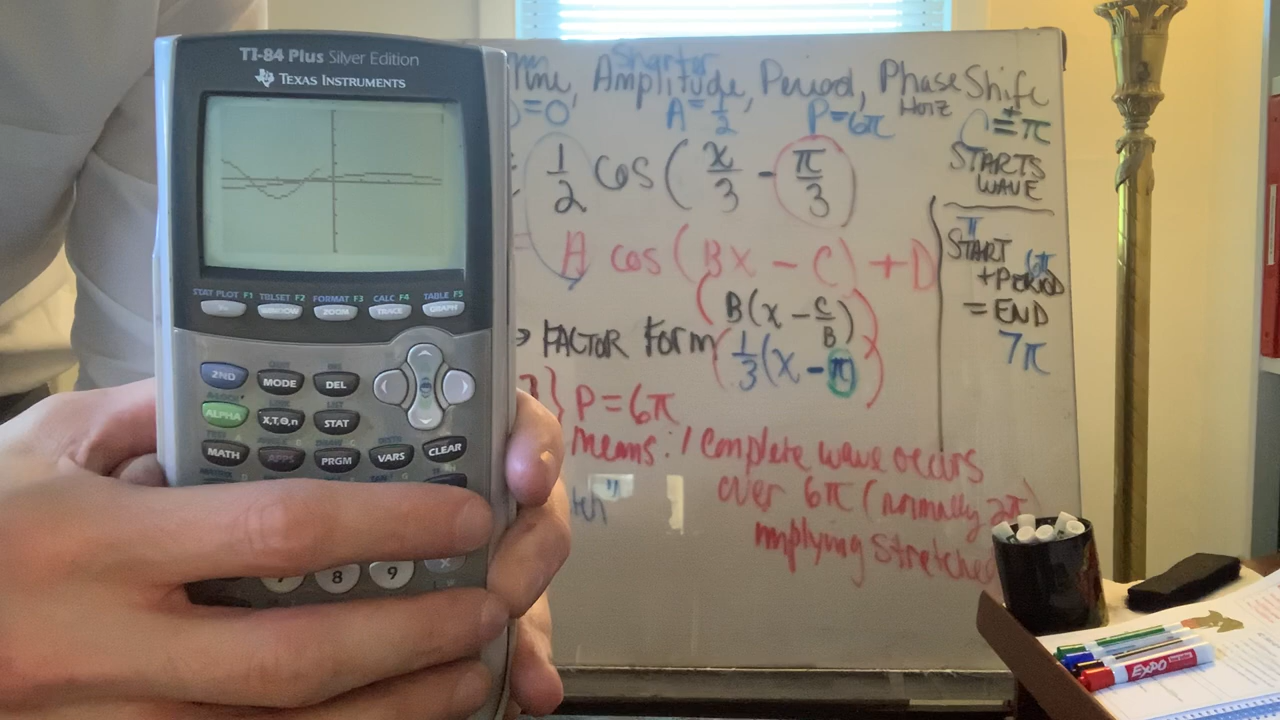 TI-84 Plus Silver Edition
TEXAS INSTRUMENTS
STAT PLOT F1 TBLSET F2 FORMAT F3 CALC F4 TABLE F5
Y= WINDOW ZOOM TRACE GRAPH
2ND MODE DEL
ALPHA X,T,Θ,n STAT
MATH APPS PRGM VARS CLEAR
7 8 9
Shorter
Amplitude, Period, Phase Shift
D=0 A=1/2 P=6π Horiz
C=+π
STARTS
WAVE
= 1/2 cos(x/3 - π/3)
= A cos(Bx - C) + D
B(x - C/B)
FACTOR Form (1/3(x - π))
P=6π
means: 1 complete wave occurs
over 6π (normally 2π)
implying stretched
π
START 6π
+PERIOD
= END
7π
EXPO